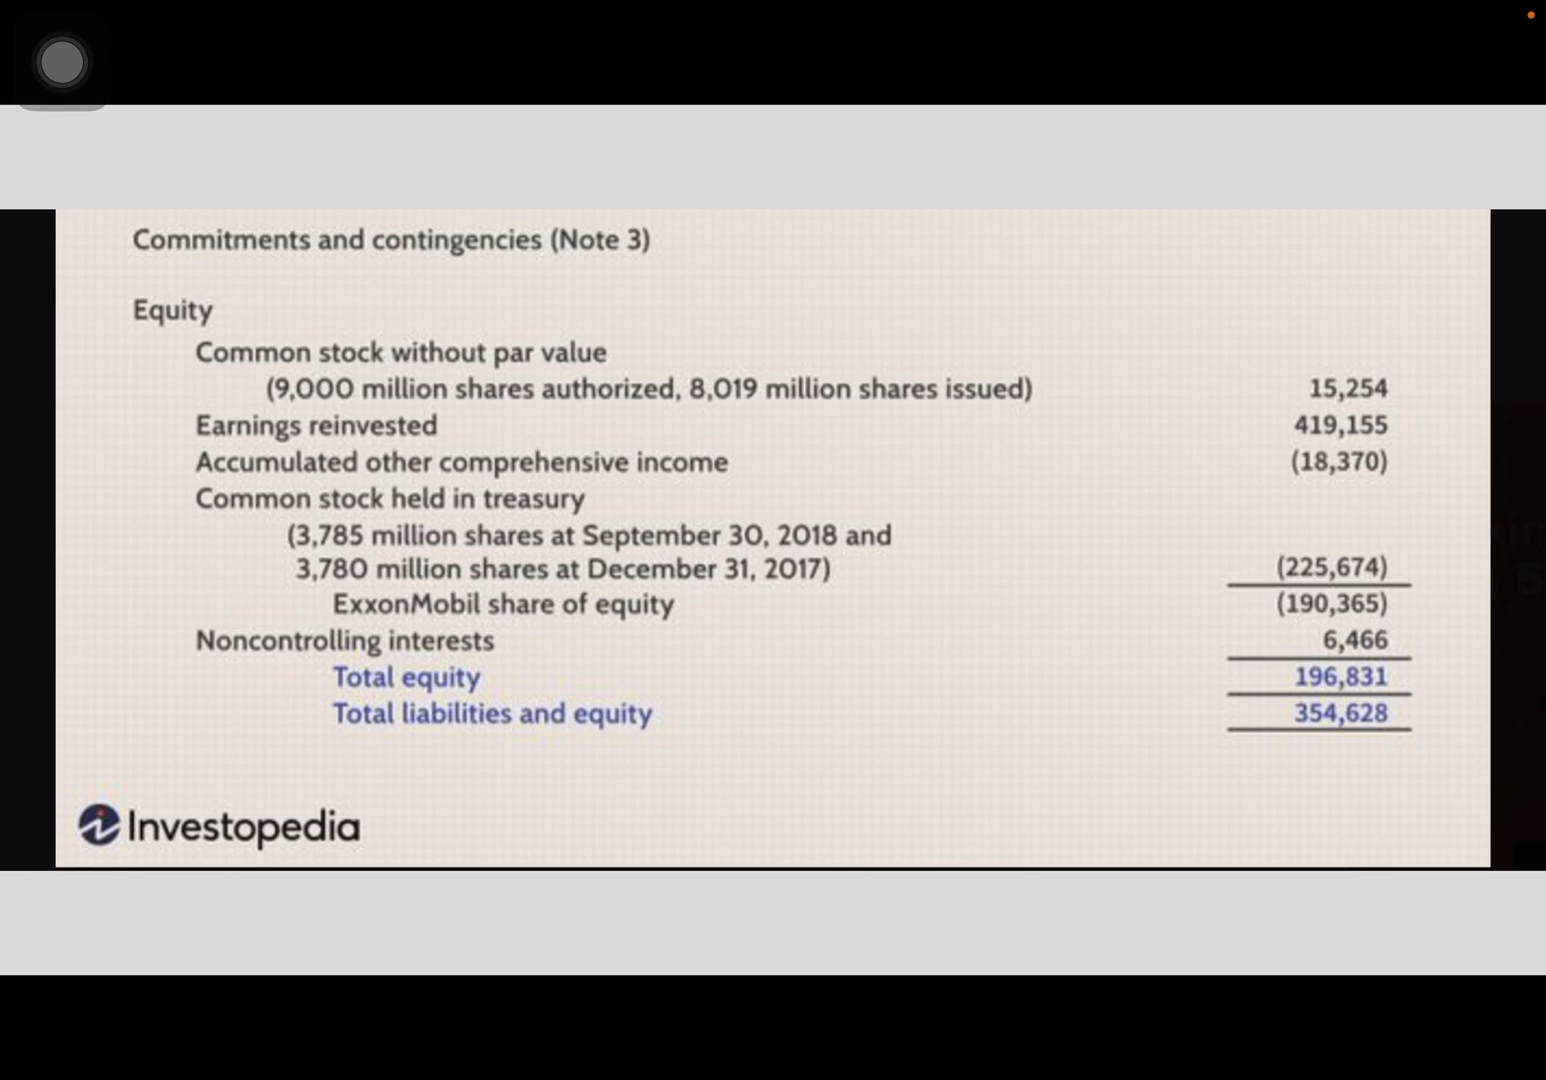 Commitments and contingencies (Note 3)
Equity
Common stock without par value
(9,000 million shares authorized, 8,019 million shares issued) 15,254
Earnings reinvested 419,155
Accumulated other comprehensive income (18,370)
Common stock held in treasury
(3,785 million shares at September 30, 2018 and
3,780 million shares at December 31, 2017) (225,674)
ExxonMobil share of equity (190,365)
Noncontrolling interests 6,466
Total equity 196,831
Total liabilities and equity 354,628
Investopedia